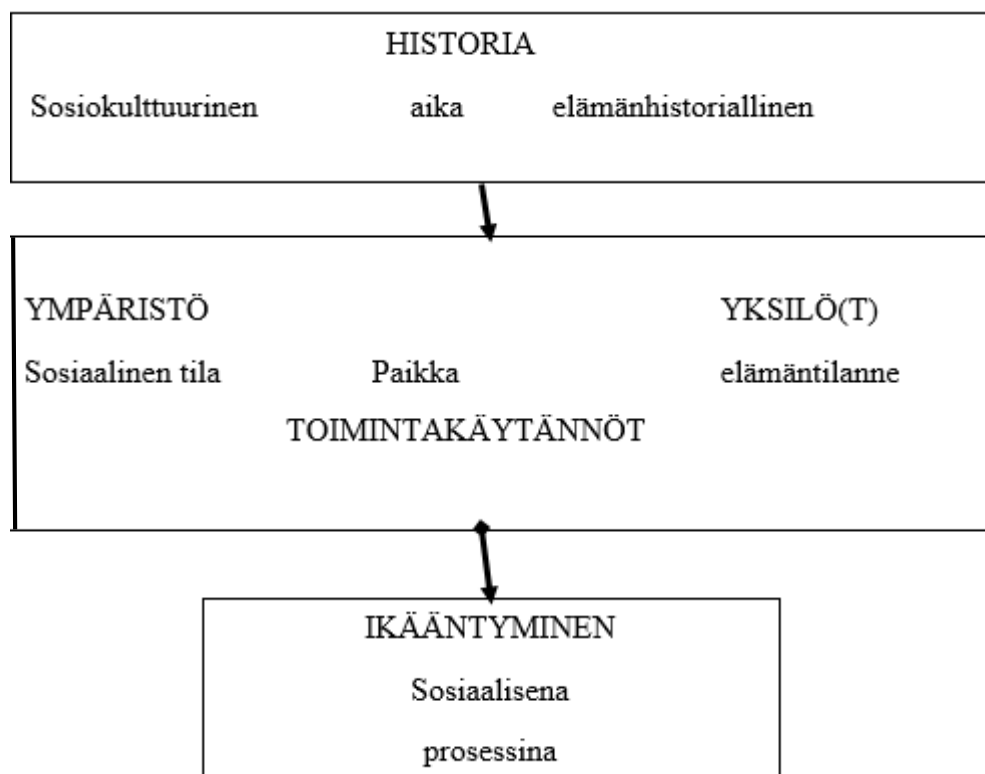 HISTORIA
Sosiokulttuurinen aika elämänhistoriallinen
YMPÄRISTÖ YKSILÖ(T)
Sosiaalinen tila Paikka elämäntilanne
TOIMINTAKÄYTÄNNÖT
IKÄÄNTYMINEN
Sosiaalisena
prosessina